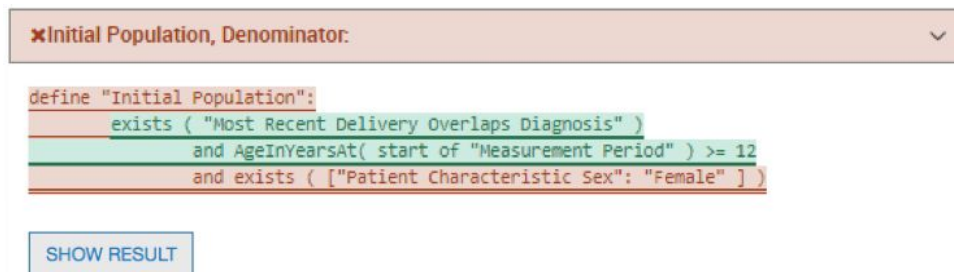 ✖Initial Population, Denominator:
define "Initial Population":
exists ( "Most Recent Delivery Overlaps Diagnosis" )
and AgeInYearsAt( start of "Measurement Period" ) >= 12
and exists ( ["Patient Characteristic Sex": "Female" ] )
SHOW RESULT